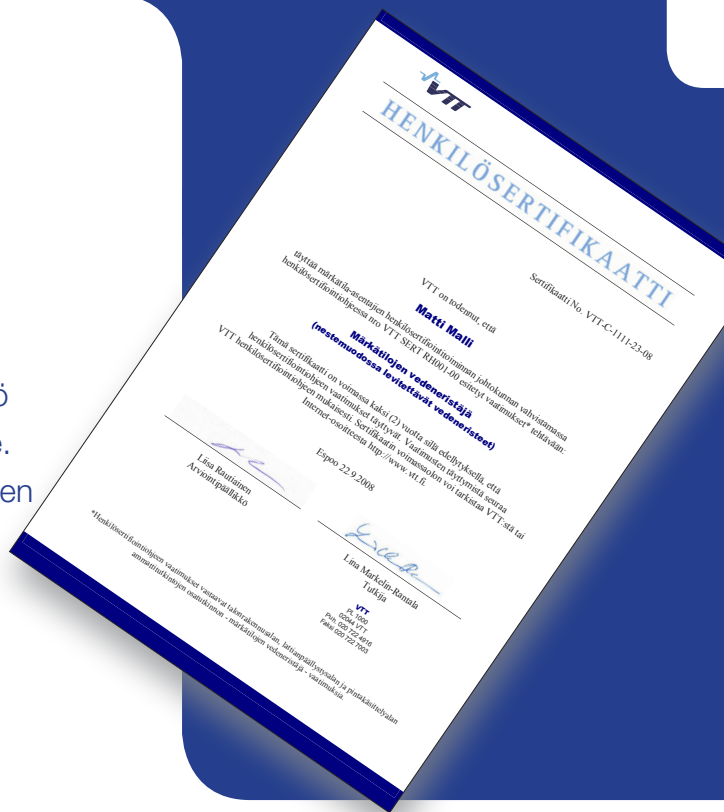 VTT
HENKILÖSERTIFIKAATTI
Sertifikaatti No. VTT-C-1111-23-08
VTT on todennut, että
Matti Malli
täyttää märkätila-asentajien henkilösertifiointitoiminnan johtokunnan vahvistamassa
henkilösertifiointiohjeessa nro VTT SERT RH001-00 esitetyt vaatimukset* tehtävään:
Märkätilojen vedeneristäjä
(nestemuodossa levitettävät vedeneristeet)
Tämä sertifikaatti on voimassa kaksi (2) vuotta sillä edellytyksellä, että
henkilösertifiointiohjeen vaatimukset täyttyvät. Vaatimusten täyttymistä seuraa
VTT henkilösertifiointiohjeen mukaisesti. Sertifikaatin voimassaolon voi tarkistaa VTT:stä tai
Internet-osoitteesta http://www.vtt.fi.
Espoo 22.9.2008
Liisa Rautiainen
Arviointipäällikkö
Liina Markelin-Rantala
Tutkija
VTT
PL 1000
02044 VTT
Puh. 020 722 4916
Faksi 020 722 7003
*Henkilösertifiointiohjeen vaatimukset vastaavat talonrakennusalan, lattianpäällystysalan ja pintakäsittelyalan
ammattitutkintojen osatutkinnon - märkätilojen vedeneristäjä - vaatimuksia.
ö
e.
en